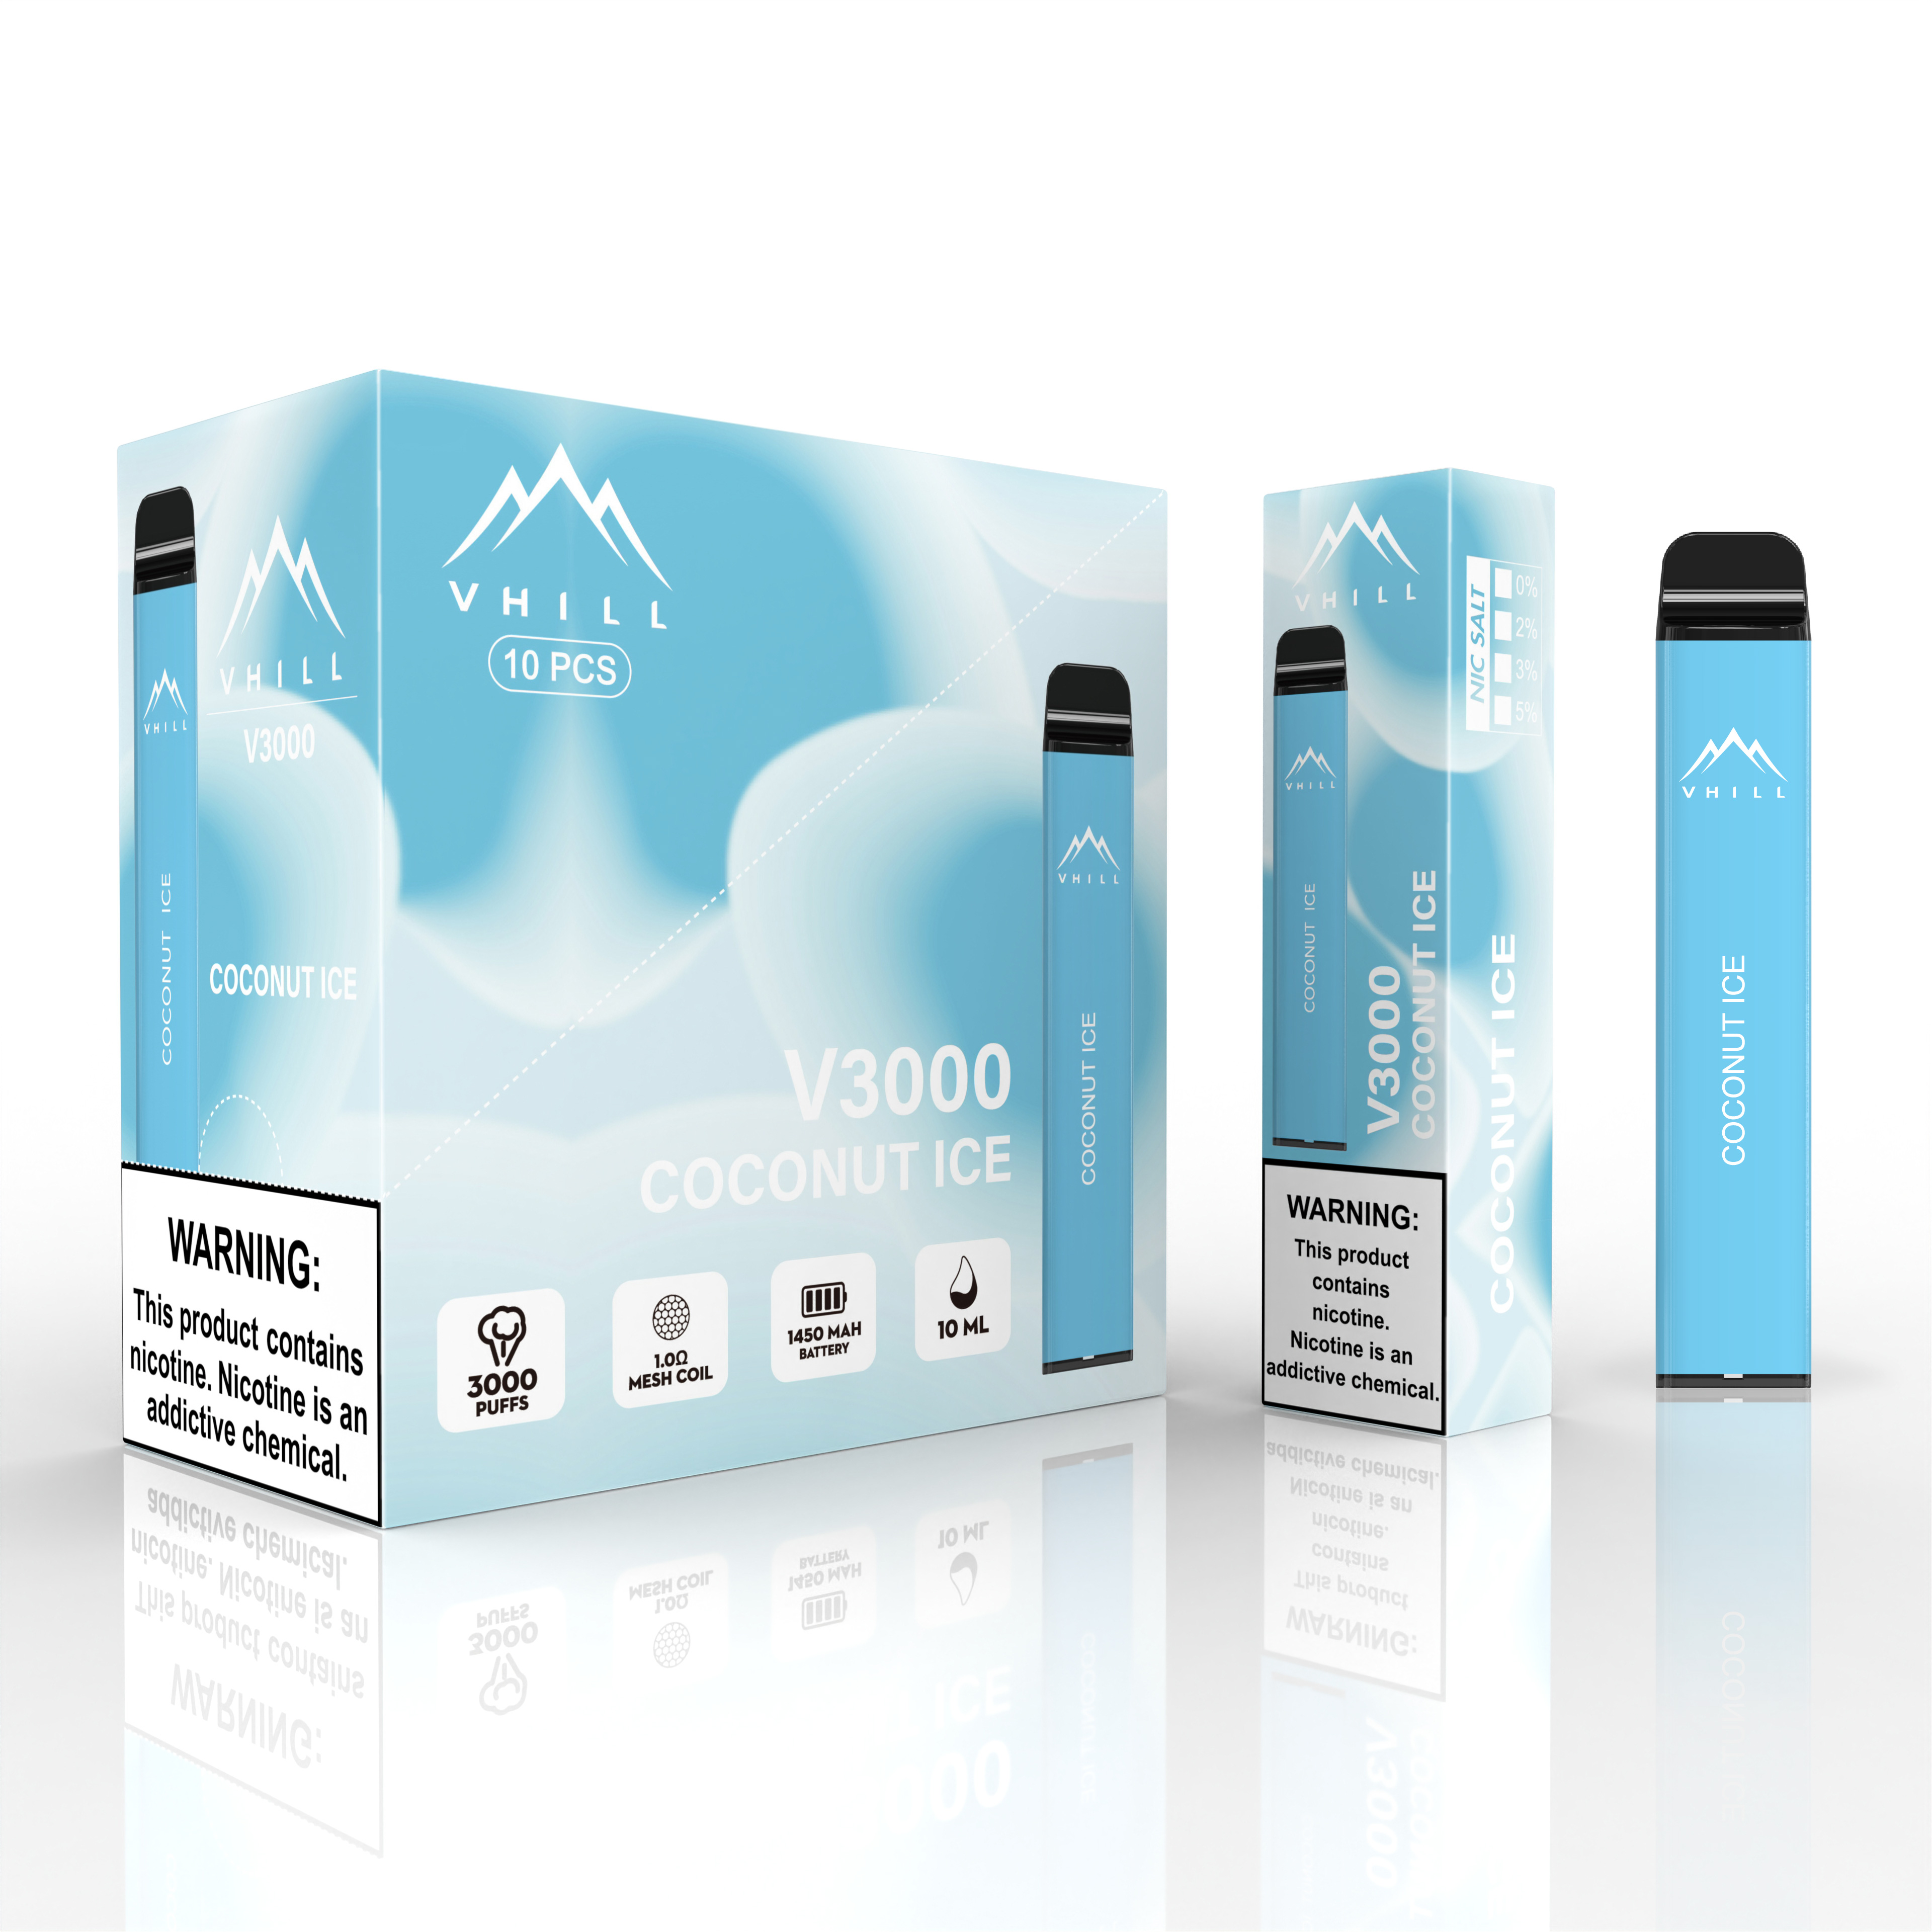 VHILL
V3000
COCONUT ICE
VHILL
COCONUT ICE
WARNING:
This product contains
nicotine. Nicotine is an
addictive chemical.
VHILL
10 PCS
V3000
COCONUT ICE
3000
PUFFS
1.0Ω
MESH COIL
1450 MAH
BATTERY
10 ML
VHILL
COCONUT ICE
VHILL
VHILL
COCONUT ICE
V3000
COCONUT ICE
WARNING:
This product
contains
nicotine.
Nicotine is an
addictive chemical.
NIC SALT
0%
2%
3%
5%
COCONUT ICE
VHILL
COCONUT ICE